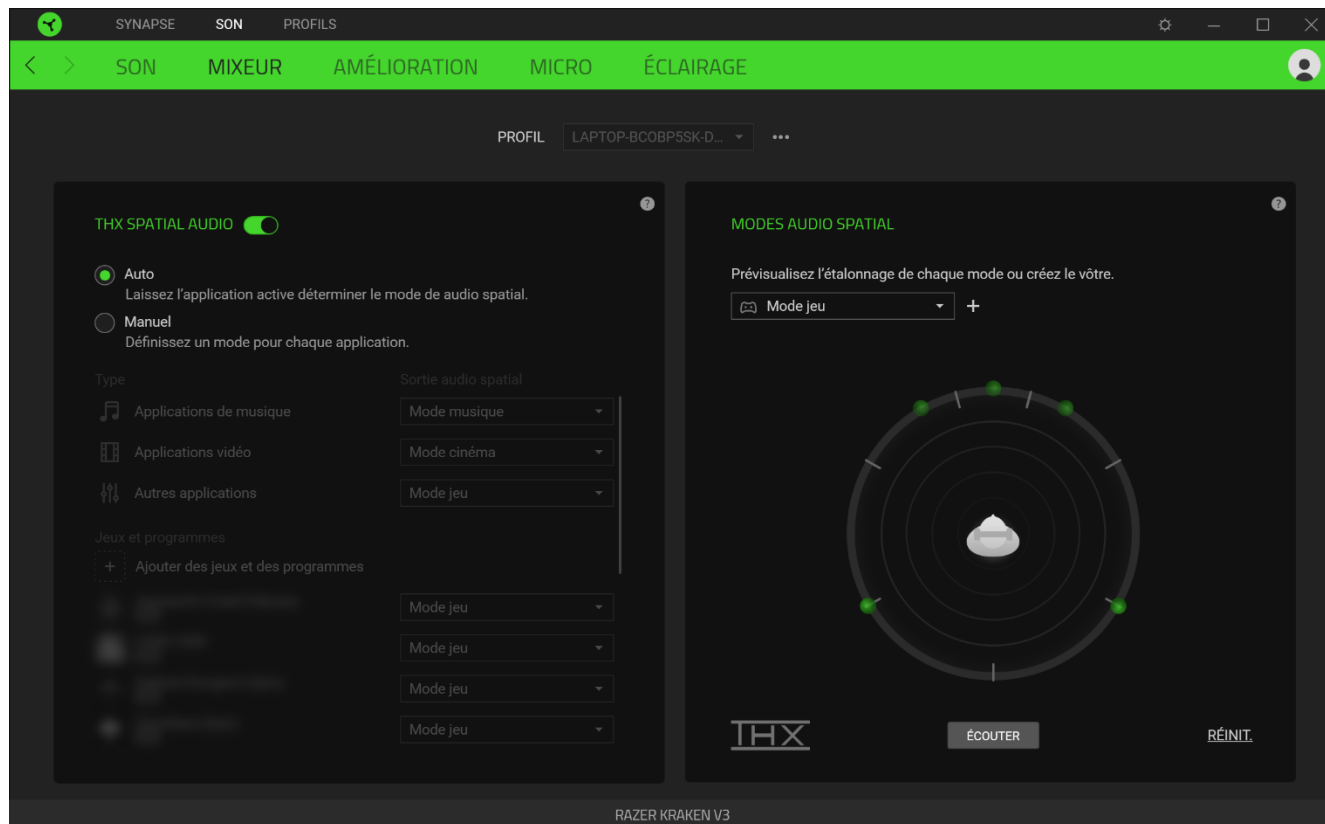 SYNAPSE SON PROFILS
SON MIXEUR AMÉLIORATION MICRO ÉCLAIRAGE
PROFIL LAPTOP-BCOBP5SK-D... •••
THX SPATIAL AUDIO
?
Auto
Laissez l'application active déterminer le mode de audio spatial.
Manuel
Définissez un mode pour chaque application.
Type Sortie audio spatial
Applications de musique Mode musique
Applications vidéo Mode cinéma
Autres applications Mode jeu
Jeux et programmes
+ Ajouter des jeux et des programmes
Mode jeu
Mode jeu
Mode jeu
Mode jeu
MODES AUDIO SPATIAL
?
Prévisualisez l'étalonnage de chaque mode ou créez le vôtre.
Mode jeu +
THX ÉCOUTER RÉINIT.
RAZER KRAKEN V3